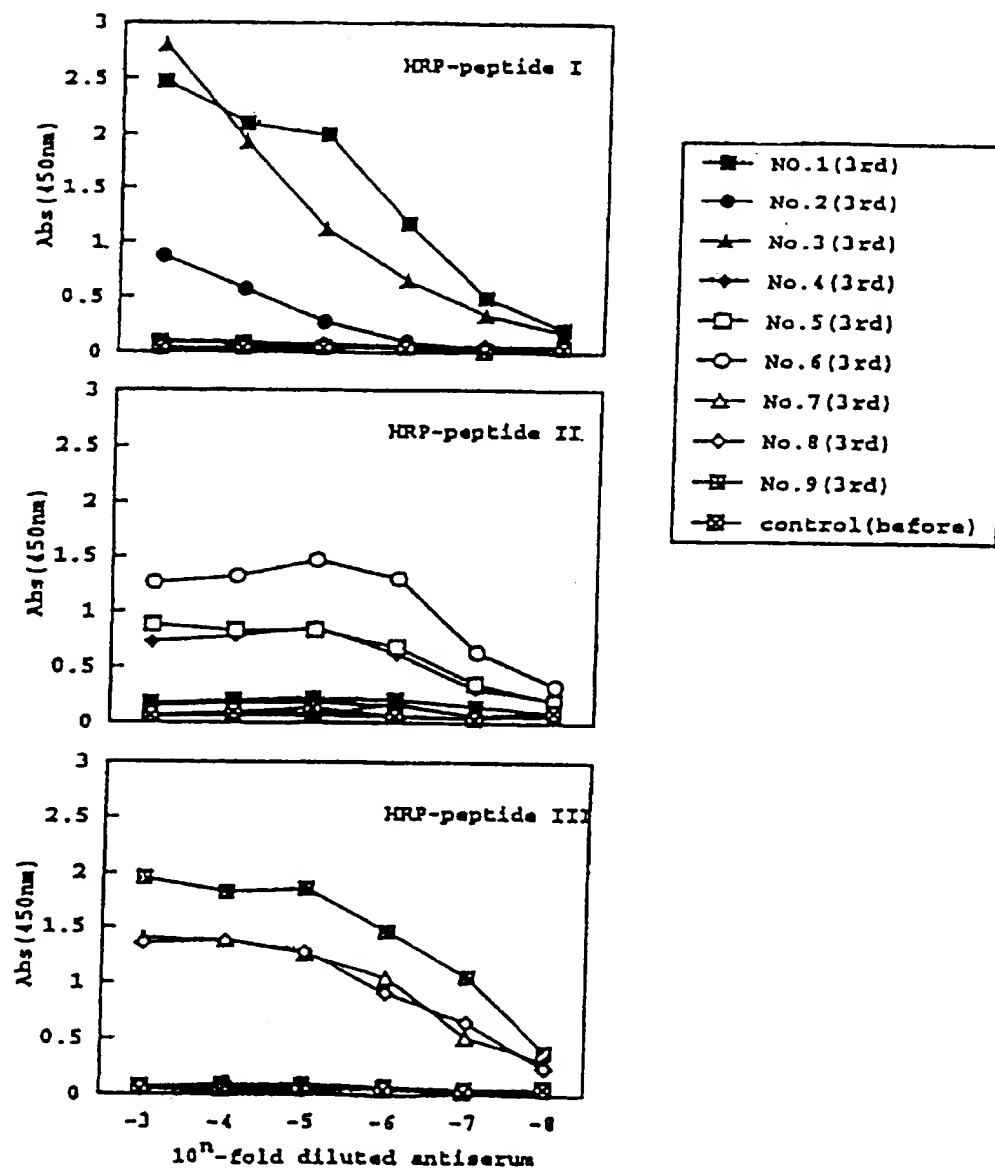 3
2.5
2
1.5
1
0.5
0
Abs(450nm)
HRP-peptide I
3
2.5
2
1.5
1
0.5
0
Abs(450nm)
HRP-peptide II
3
2.5
2
1.5
1
0.5
0
Abs(450nm)
HRP-peptide III
-3 -4 -5 -6 -7 -8
10ⁿ-fold diluted antiserum
NO.1(3rd)
No.2(3rd)
No.3(3rd)
No.4(3rd)
No.5(3rd)
No.6(3rd)
No.7(3rd)
No.8(3rd)
No.9(3rd)
control(before)